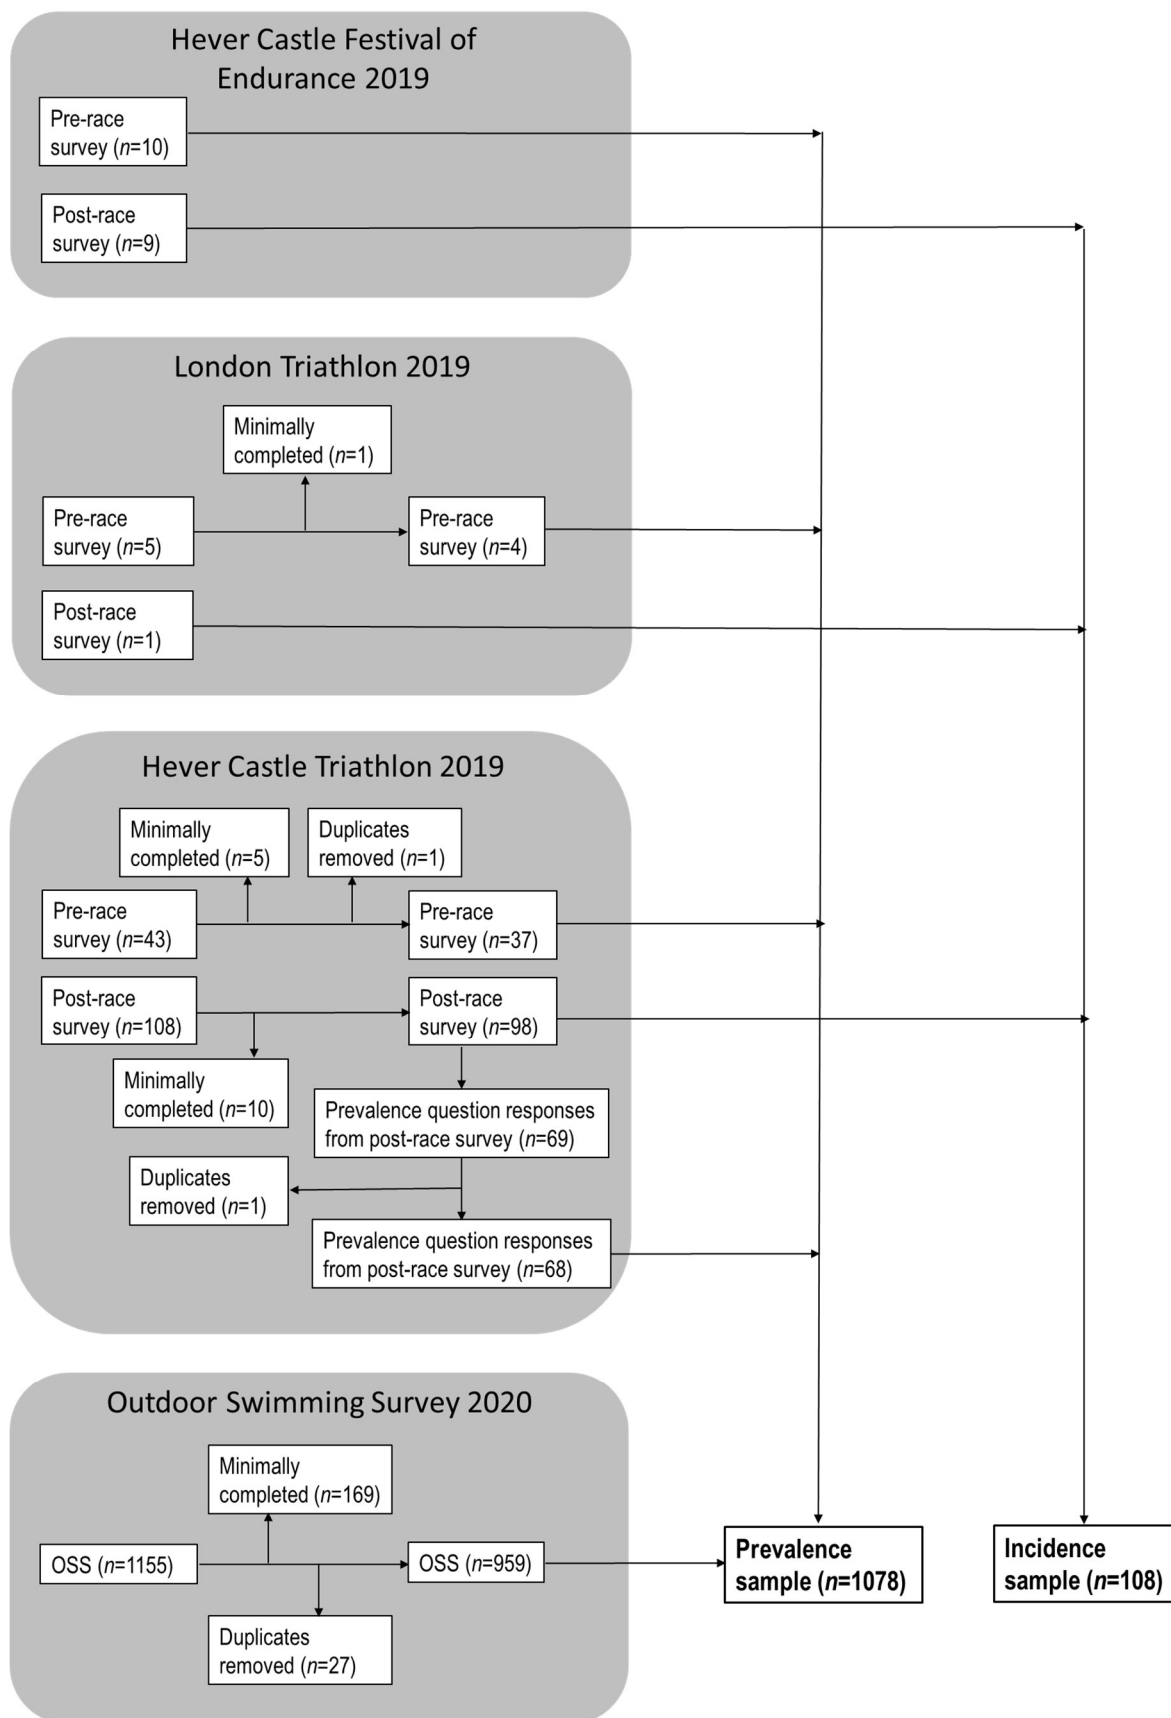 Hever Castle Festival of
Endurance 2019
Pre-race
survey (n=10)
Post-race
survey (n=9)
London Triathlon 2019
Minimally
completed (n=1)
Pre-race
survey (n=5)
Pre-race
survey (n=4)
Post-race
survey (n=1)
Hever Castle Triathlon 2019
Minimally
completed (n=5)
Duplicates
removed (n=1)
Pre-race
survey (n=43)
Pre-race
survey (n=37)
Post-race
survey (n=108)
Post-race
survey (n=98)
Minimally
completed (n=10)
Prevalence question responses
from post-race survey (n=69)
Duplicates
removed (n=1)
Prevalence question responses
from post-race survey (n=68)
Outdoor Swimming Survey 2020
Minimally
completed (n=169)
OSS (n=1155)
OSS (n=959)
Duplicates
removed (n=27)
Prevalence
sample (n=1078)
Incidence
sample (n=108)